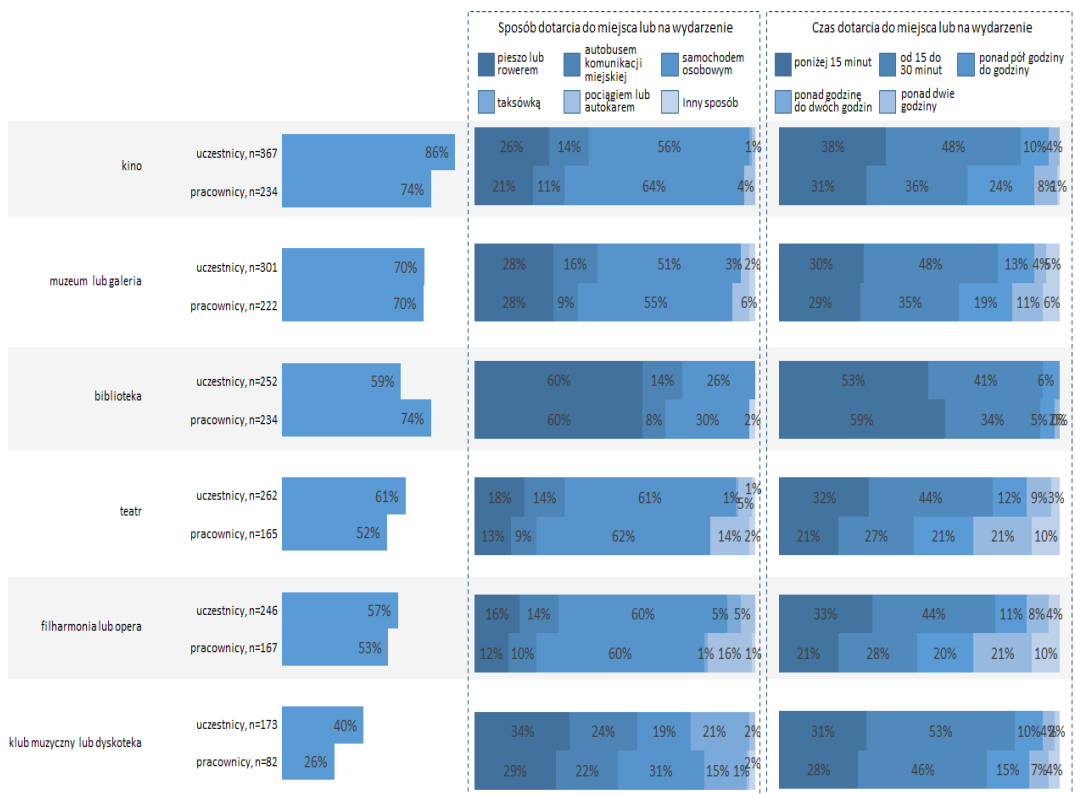 Sposób dotarcia do miejsca lub na wydarzenie
pieszo lub rowerem
autobusem komunikacji miejskiej
samochodem osobowym
taksówką
pociągiem lub autokarem
Inny sposób
Czas dotarcia do miejsca lub na wydarzenie
poniżej 15 minut
od 15 do 30 minut
ponad pół godziny do godziny
ponad godzinę do dwóch godzin
ponad dwie godziny
kino
uczestnicy, n=367 86% 26% 14% 56% 1% 38% 48% 10% 4%
pracownicy, n=234 74% 21% 11% 64% 4% 31% 36% 24% 8% 1%
muzeum lub galeria
uczestnicy, n=301 70% 28% 16% 51% 3% 2% 30% 48% 13% 4% 5%
pracownicy, n=222 70% 28% 9% 55% 6% 29% 35% 19% 11% 6%
biblioteka
uczestnicy, n=252 59% 60% 14% 26% 53% 41% 6%
pracownicy, n=234 74% 60% 8% 30% 2% 59% 34% 5%
teatr
uczestnicy, n=262 61% 18% 14% 61% 1% 5% 1% 32% 44% 12% 9% 3%
pracownicy, n=165 52% 13% 9% 62% 14% 2% 21% 27% 21% 21% 10%
filharmonia lub opera
uczestnicy, n=246 57% 16% 14% 60% 5% 5% 33% 44% 11% 8% 4%
pracownicy, n=167 53% 12% 10% 60% 1% 16% 1% 21% 28% 20% 21% 10%
klub muzyczny lub dyskoteka
uczestnicy, n=173 40% 34% 24% 19% 21% 2% 31% 53% 10% 4% 2%
pracownicy, n=82 26% 29% 22% 31% 15% 1% 2% 28% 46% 15% 7% 4%